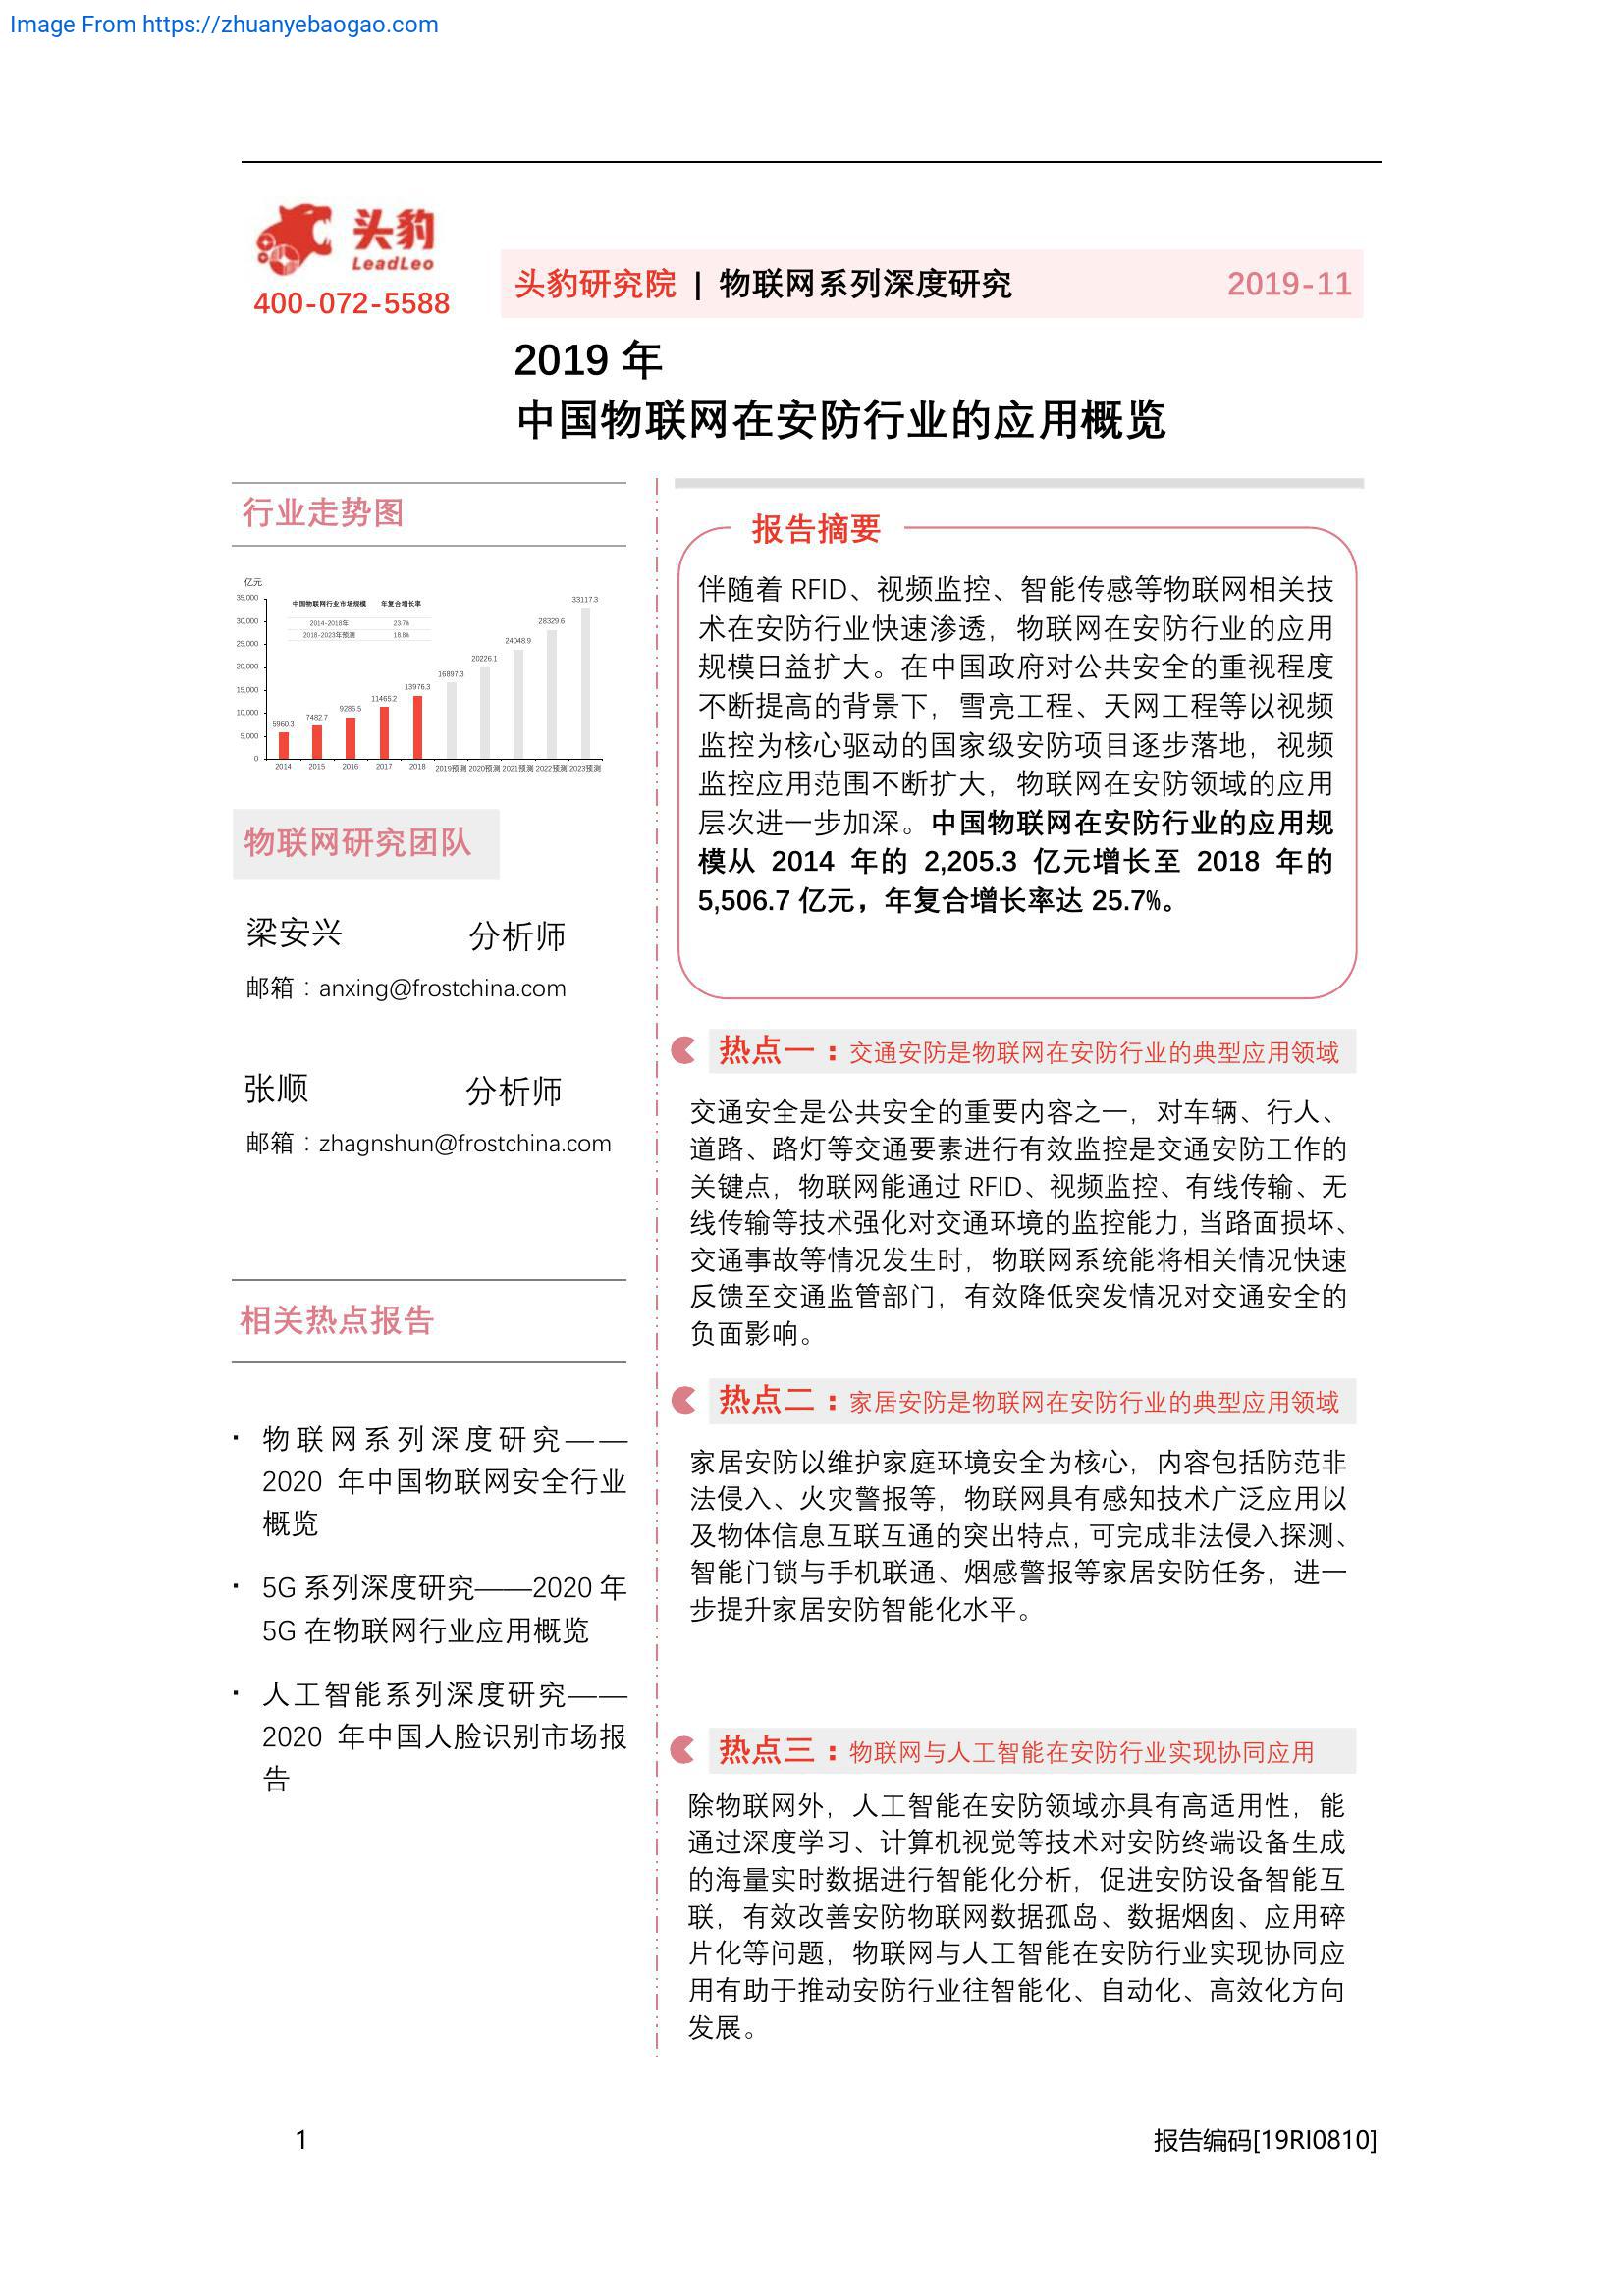 Image From https://zhuanyebaogao.com
头豹
LeadLeo
400-072-5588
头豹研究院 | 物联网系列深度研究
2019-11
2019 年
中国物联网在安防行业的应用概览
行业走势图
亿元
35,000
30,000
25,000
20,000
15,000
10,000
5,000
0
中国物联网行业市场规模 年复合增长率
2014-2018年 23.7%
2018-2023年预测 18.8%
5960.3
7482.7
9286.5
11465.2
13976.3
16897.3
20226.1
24048.9
28329.6
33117.3
2014 2015 2016 2017 2018 2019预测 2020预测 2021预测 2022预测 2023预测
物联网研究团队
梁安兴 分析师
邮箱：anxing@frostchina.com
张顺 分析师
邮箱：zhagnshun@frostchina.com
相关热点报告
· 物联网系列深度研究——
2020 年中国物联网安全行业
概览
· 5G 系列深度研究——2020 年
5G 在物联网行业应用概览
· 人工智能系列深度研究——
2020 年中国人脸识别市场报
告
报告摘要
伴随着 RFID、视频监控、智能传感等物联网相关技
术在安防行业快速渗透，物联网在安防行业的应用
规模日益扩大。在中国政府对公共安全的重视程度
不断提高的背景下，雪亮工程、天网工程等以视频
监控为核心驱动的国家级安防项目逐步落地，视频
监控应用范围不断扩大，物联网在安防领域的应用
层次进一步加深。中国物联网在安防行业的应用规
模从 2014 年的 2,205.3 亿元增长至 2018 年的
5,506.7 亿元，年复合增长率达 25.7%。
热点一：交通安防是物联网在安防行业的典型应用领域
交通安全是公共安全的重要内容之一，对车辆、行人、
道路、路灯等交通要素进行有效监控是交通安防工作的
关键点，物联网能通过 RFID、视频监控、有线传输、无
线传输等技术强化对交通环境的监控能力，当路面损坏、
交通事故等情况发生时，物联网系统能将相关情况快速
反馈至交通监管部门，有效降低突发情况对交通安全的
负面影响。
热点二：家居安防是物联网在安防行业的典型应用领域
家居安防以维护家庭环境安全为核心，内容包括防范非
法侵入、火灾警报等，物联网具有感知技术广泛应用以
及物体信息互联互通的突出特点，可完成非法侵入探测、
智能门锁与手机联通、烟感警报等家居安防任务，进一
步提升家居安防智能化水平。
热点三：物联网与人工智能在安防行业实现协同应用
除物联网外，人工智能在安防领域亦具有高适用性，能
通过深度学习、计算机视觉等技术对安防终端设备生成
的海量实时数据进行智能化分析，促进安防设备智能互
联，有效改善安防物联网数据孤岛、数据烟囱、应用碎
片化等问题，物联网与人工智能在安防行业实现协同应
用有助于推动安防行业往智能化、自动化、高效化方向
发展。
1
报告编码[19RI0810]